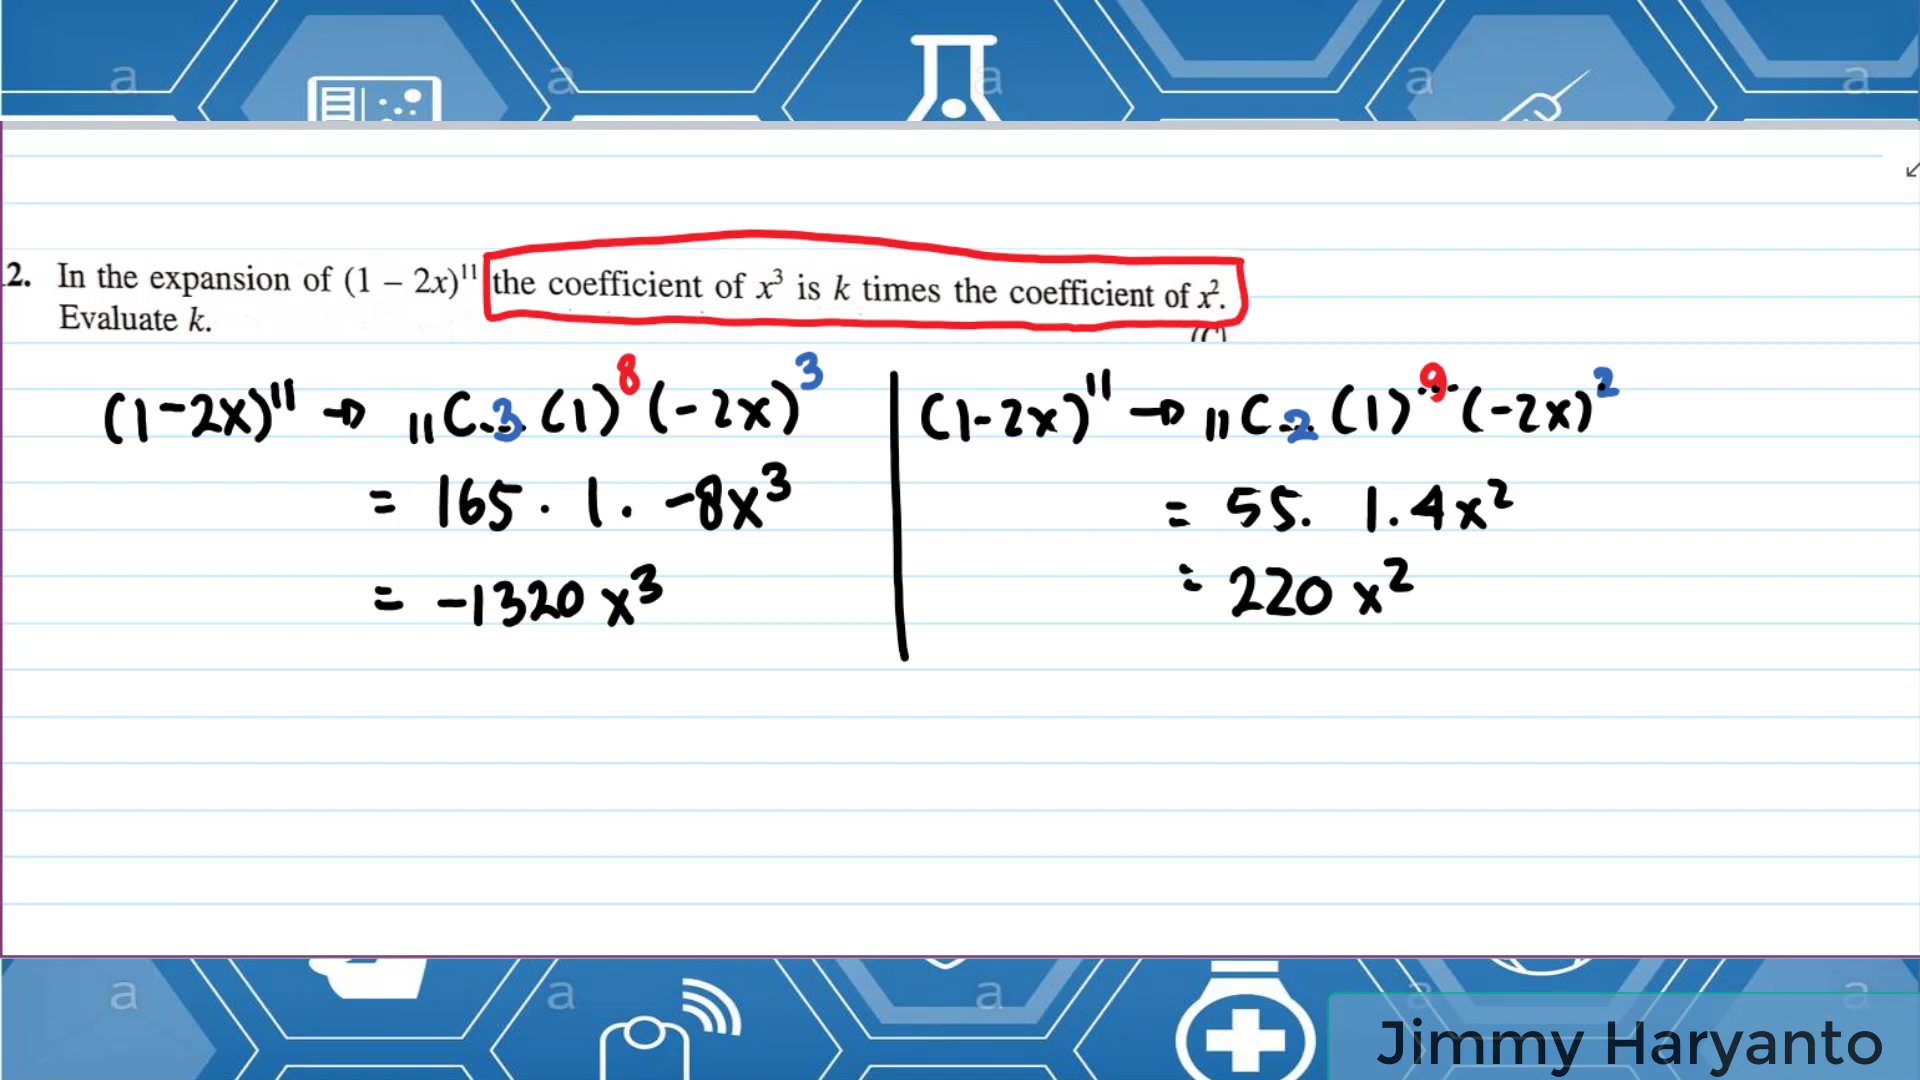 2. In the expansion of (1 – 2x)¹¹ the coefficient of x³ is k times the coefficient of x².
Evaluate k.
(1-2x)¹¹ → ₁₁C₃ (1)⁸ (-2x)³
= 165 . 1 . -8x³
= -1320 x³
(1-2x)¹¹ → ₁₁C₂ (1)⁹ (-2x)²
= 55. 1. 4x²
= 220 x²
Jimmy Haryanto